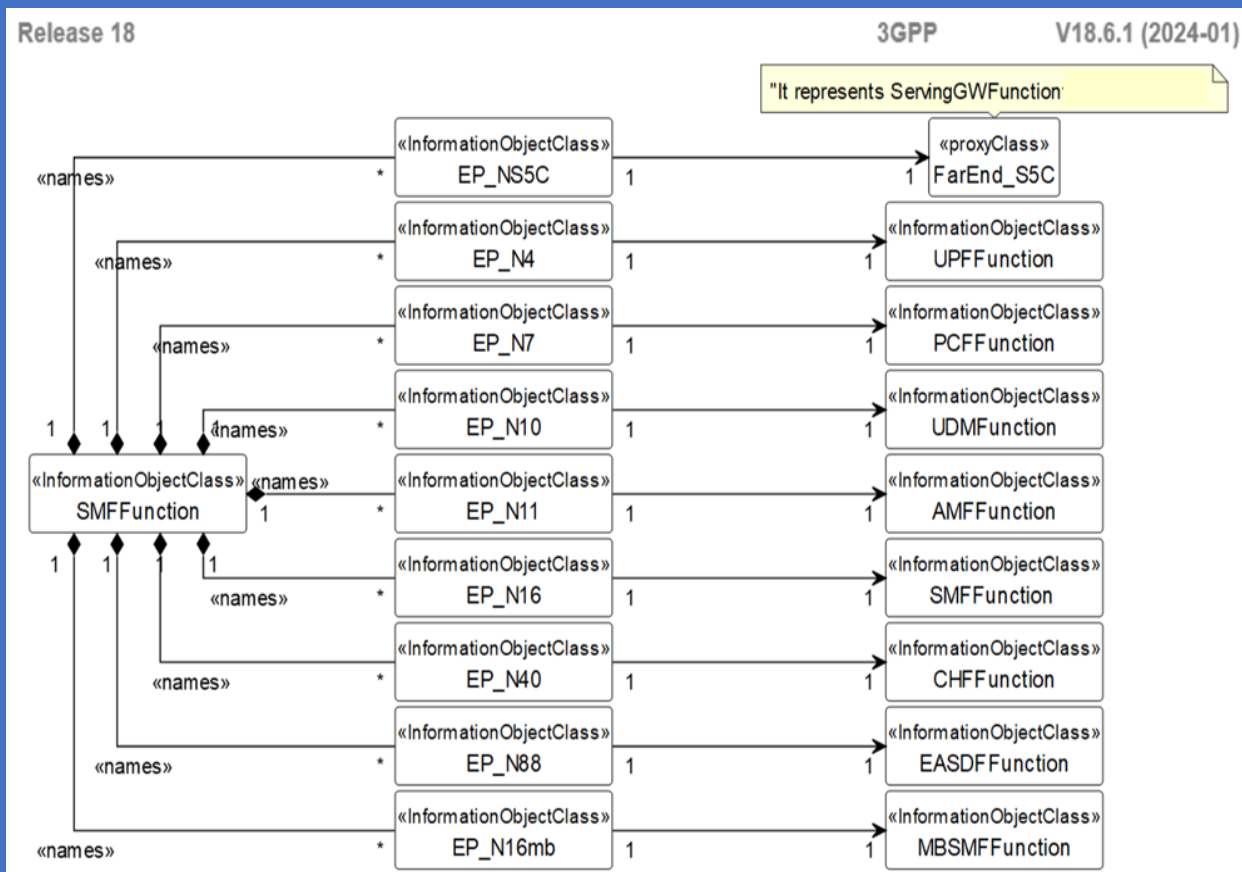 Release 18 3GPP V18.6.1 (2024-01)
"It represents ServingGWFunction
«InformationObjectClass» «proxyClass»
«names» * EP_NS5C 1 1 FarEnd_S5C
«InformationObjectClass» «InformationObjectClass»
«names» * EP_N4 1 1 UPFFunction
«InformationObjectClass» «InformationObjectClass»
«names» * EP_N7 1 1 PCFFunction
«InformationObjectClass» «InformationObjectClass»
1 1 1 1 «names» * EP_N10 1 1 UDMFunction
«InformationObjectClass» «names» «InformationObjectClass» «InformationObjectClass»
SMFFunction 1 * EP_N11 1 1 AMFFunction
1 1 1 1 «InformationObjectClass» «InformationObjectClass»
«names» * EP_N16 1 1 SMFFunction
«InformationObjectClass» «InformationObjectClass»
«names» * EP_N40 1 1 CHFFunction
«InformationObjectClass» «InformationObjectClass»
«names» * EP_N88 1 1 EASDFFunction
«InformationObjectClass» «InformationObjectClass»
«names» * EP_N16mb 1 1 MBSMFFunction